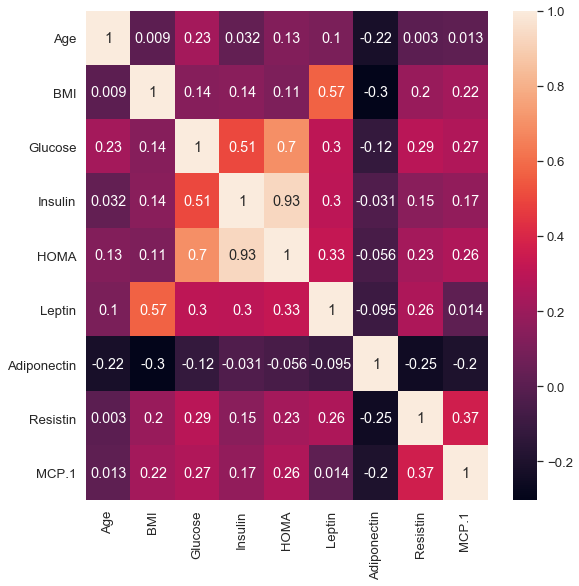 Age 1 0.009 0.23 0.032 0.13 0.1 -0.22 0.003 0.013
BMI 0.009 1 0.14 0.14 0.11 0.57 -0.3 0.2 0.22
Glucose 0.23 0.14 1 0.51 0.7 0.3 -0.12 0.29 0.27
Insulin 0.032 0.14 0.51 1 0.93 0.3 -0.031 0.15 0.17
HOMA 0.13 0.11 0.7 0.93 1 0.33 -0.056 0.23 0.26
Leptin 0.1 0.57 0.3 0.3 0.33 1 -0.095 0.26 0.014
Adiponectin -0.22 -0.3 -0.12 -0.031 -0.056 -0.095 1 -0.25 -0.2
Resistin 0.003 0.2 0.29 0.15 0.23 0.26 -0.25 1 0.37
MCP.1 0.013 0.22 0.27 0.17 0.26 0.014 -0.2 0.37 1
Age BMI Glucose Insulin HOMA Leptin Adiponectin Resistin MCP.1
1.0
0.8
0.6
0.4
0.2
0.0
−0.2